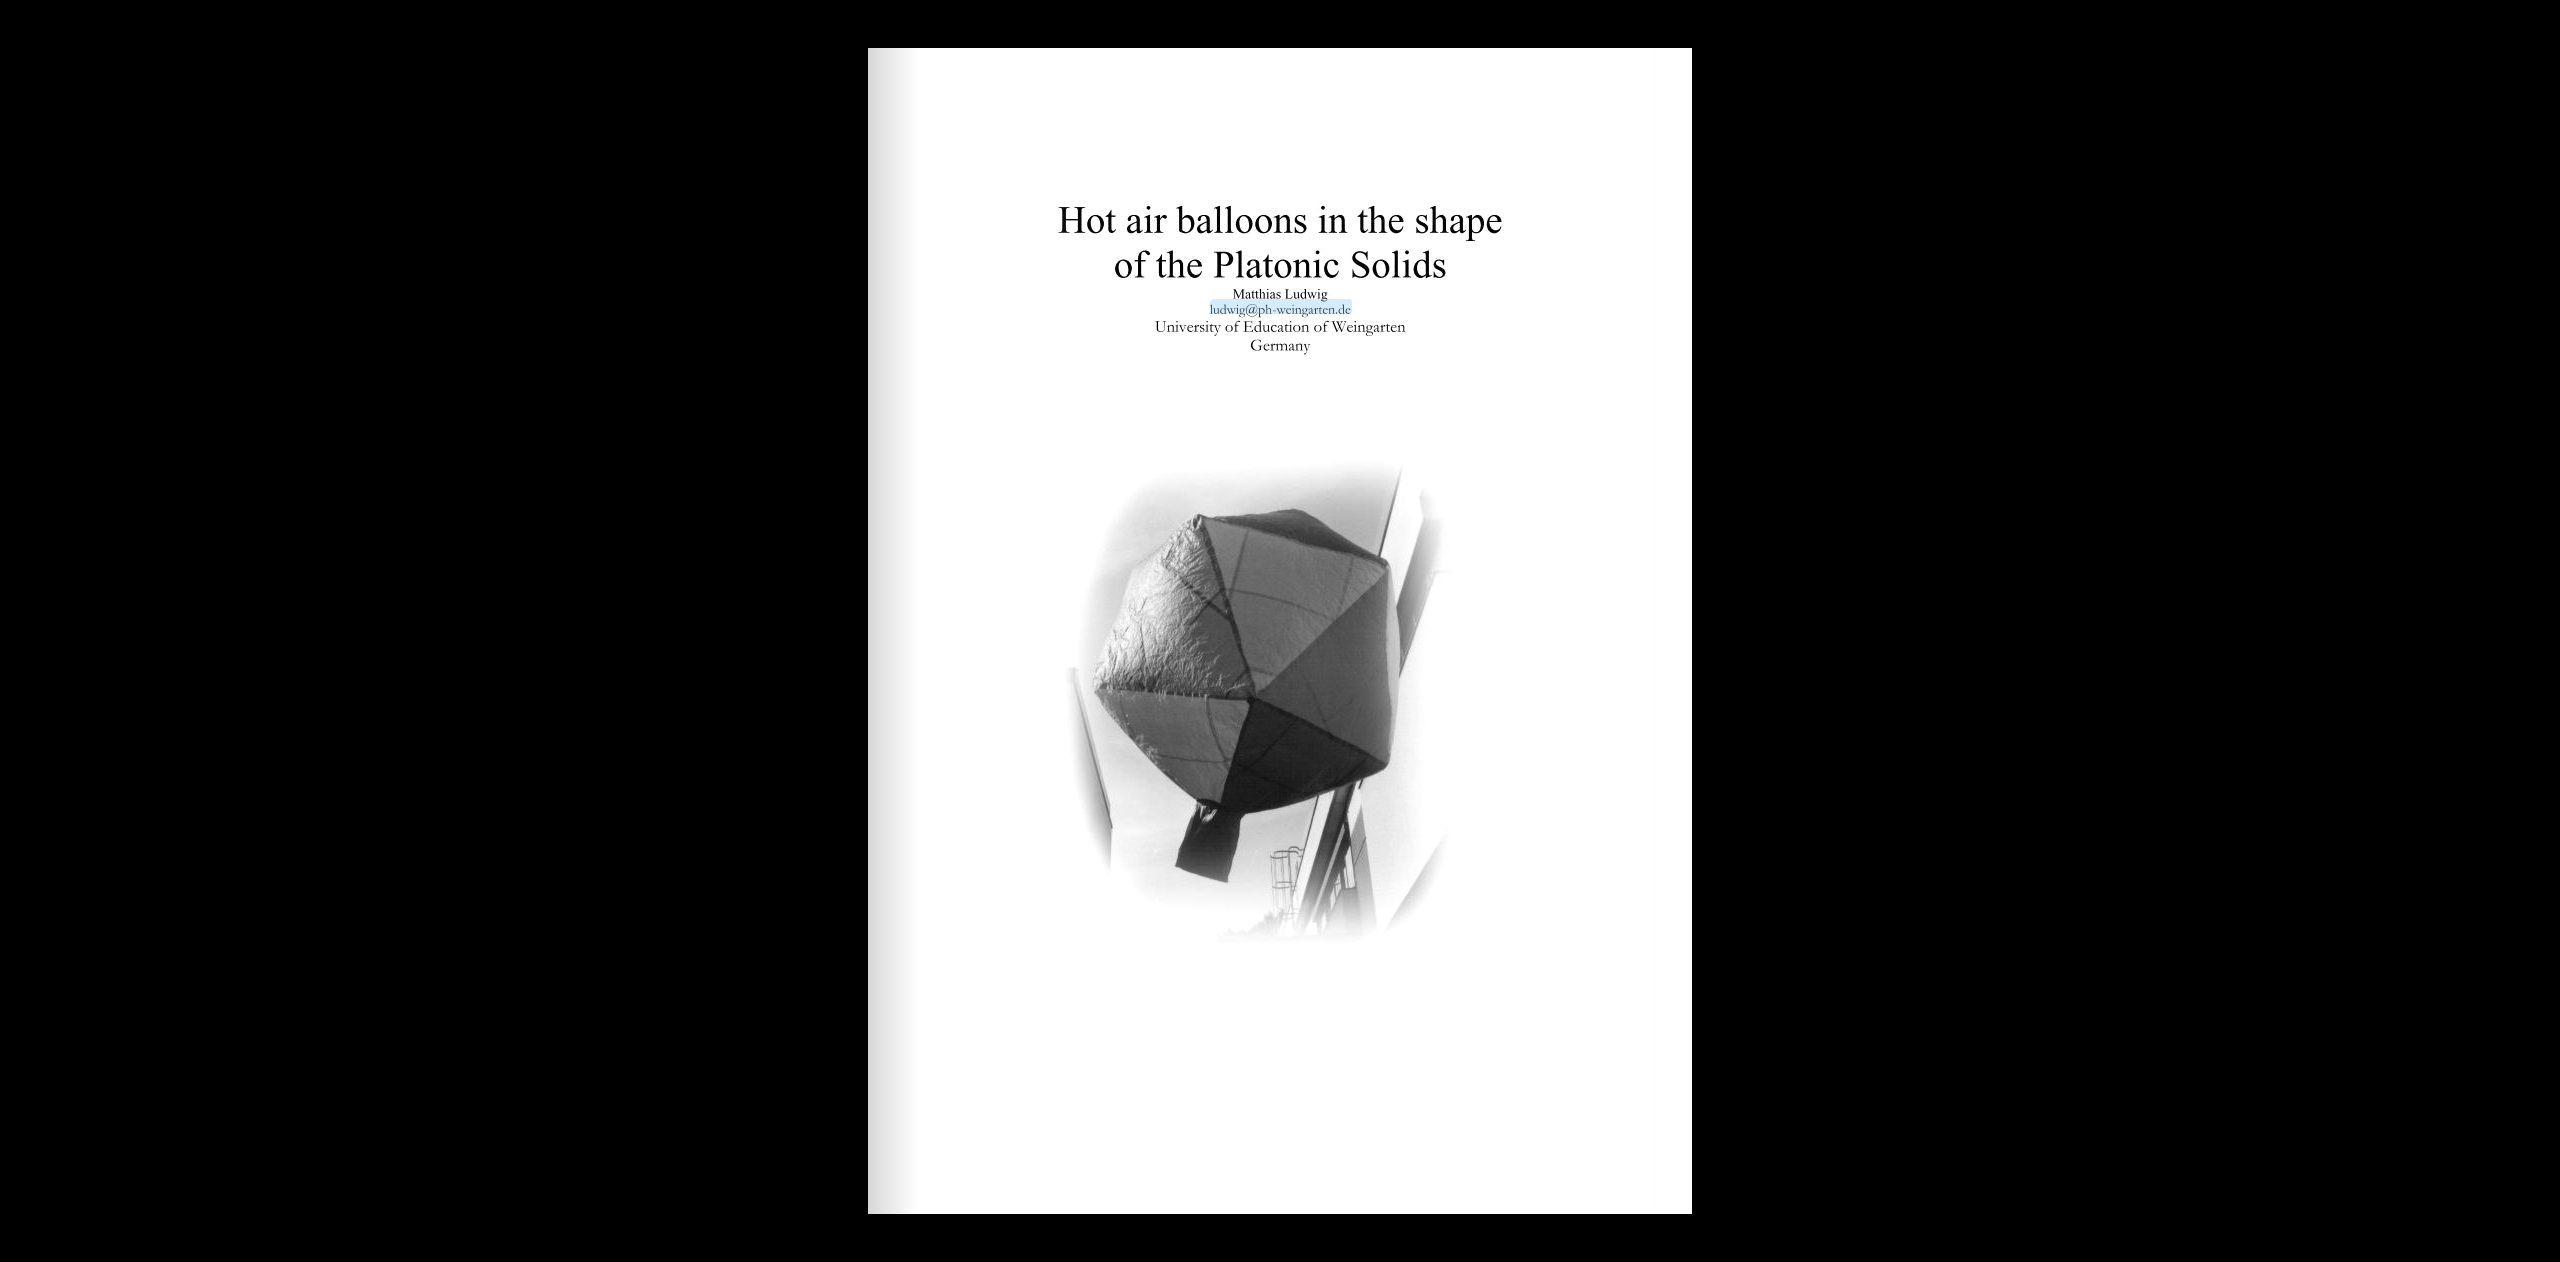 Hot air balloons in the shape
of the Platonic Solids
Matthias Ludwig
ludwig@ph-weingarten.de
University of Education of Weingarten
Germany